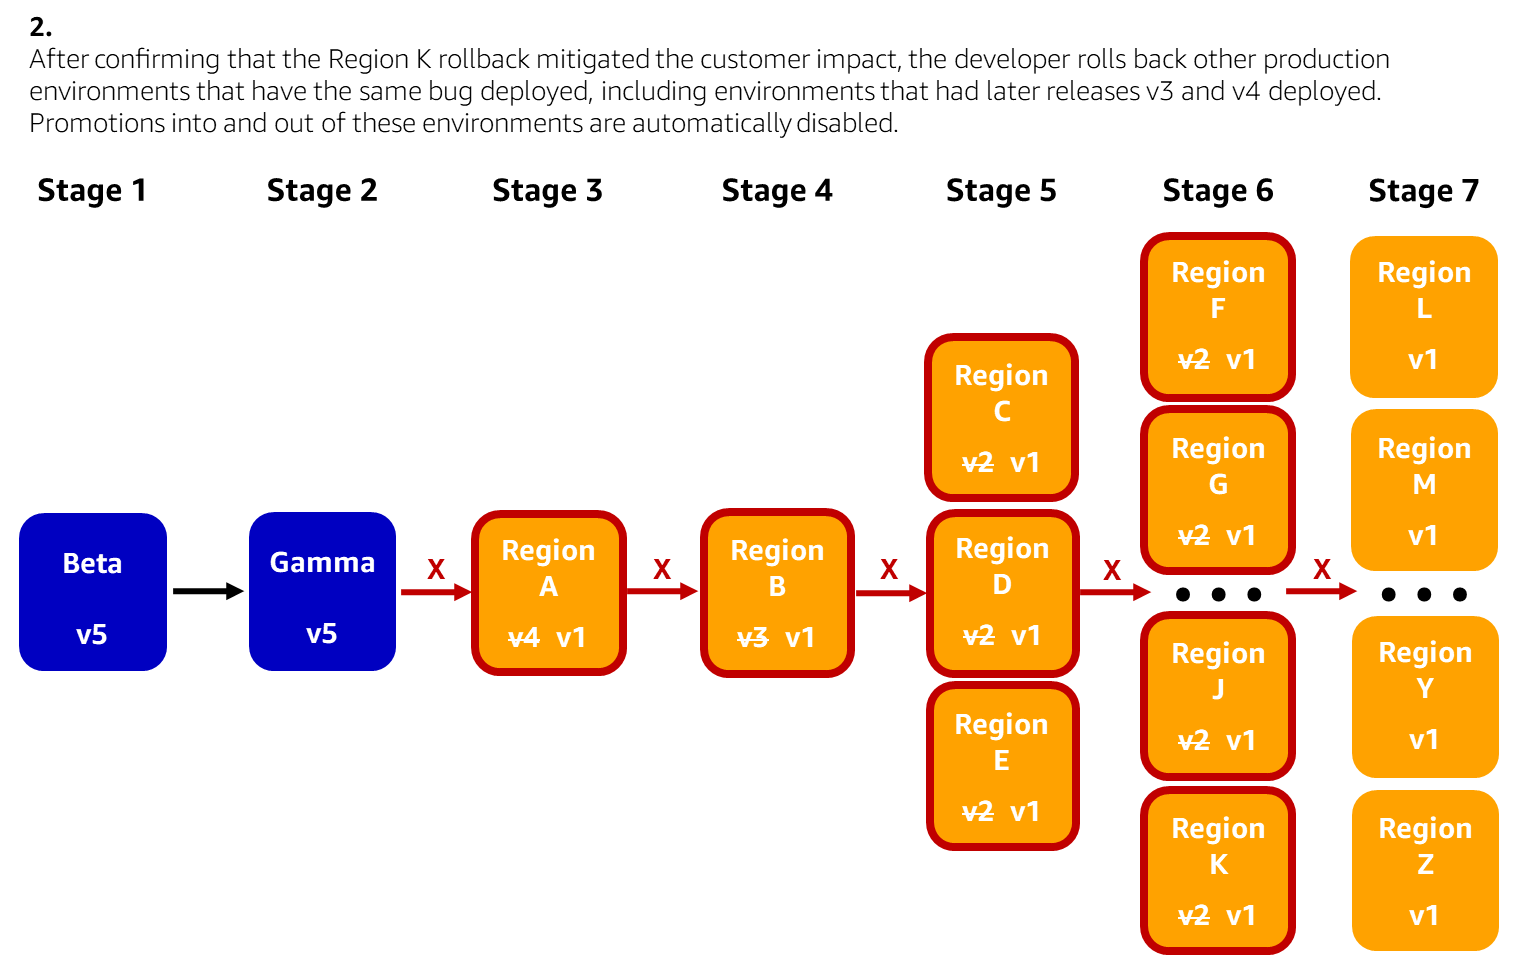 2.
After confirming that the Region K rollback mitigated the customer impact, the developer rolls back other production
environments that have the same bug deployed, including environments that had later releases v3 and v4 deployed.
Promotions into and out of these environments are automatically disabled.
Stage 1
Stage 2
Stage 3
Stage 4
Stage 5
Stage 6
Stage 7
Beta
v5
Gamma
v5
X
Region
A
v4 v1
X
Region
B
v3 v1
X
Region
C
v2 v1
Region
D
v2 v1
Region
E
v2 v1
X
Region
F
v2 v1
Region
G
v2 v1
Region
J
v2 v1
Region
K
v2 v1
X
Region
L
v1
Region
M
v1
Region
Y
v1
Region
Z
v1